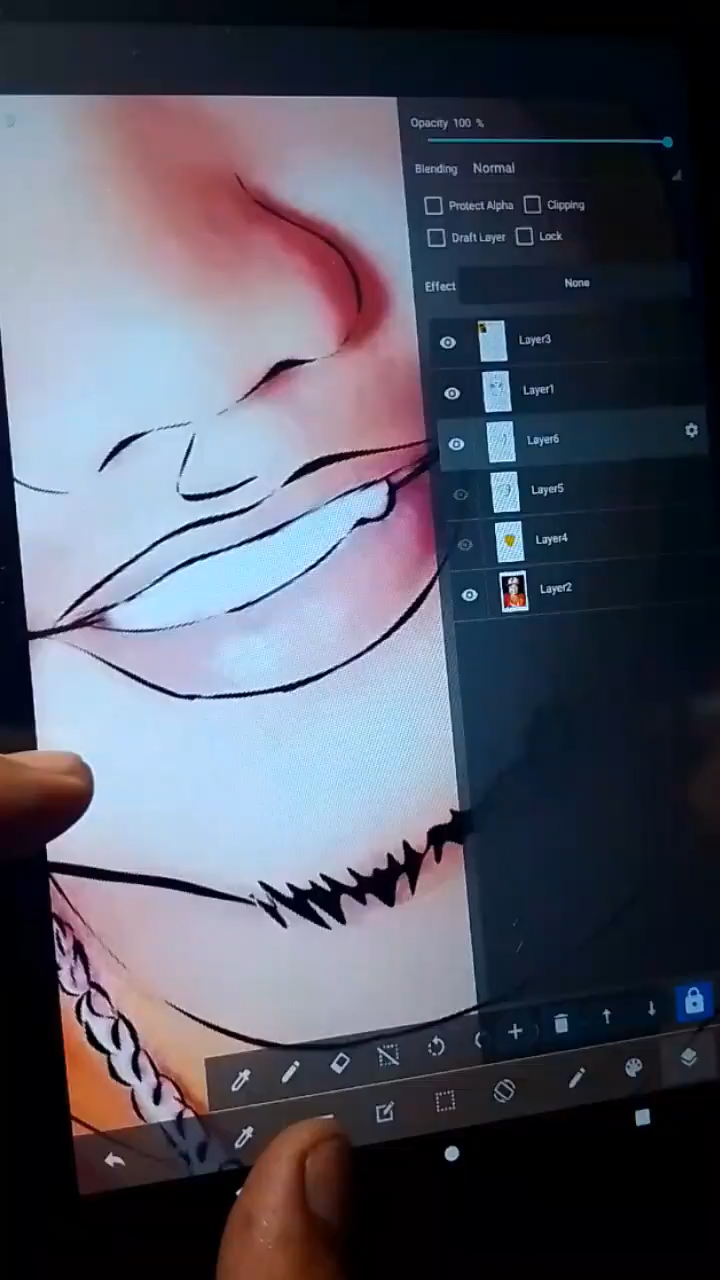 Opacity 100 %
Blending Normal
Protect Alpha Clipping
Draft Layer Lock
Effect None
Layer3
Layer1
Layer6
Layer5
Layer4
Layer2